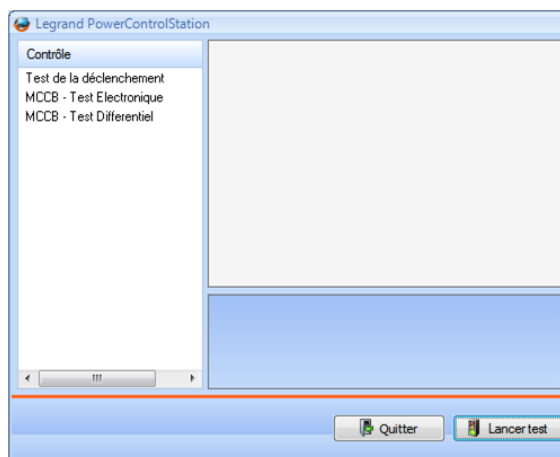 Legrand PowerControlStation
Contrôle
Test de la déclenchement
MCCB - Test Electronique
MCCB - Test Differentiel
Quitter
Lancer test